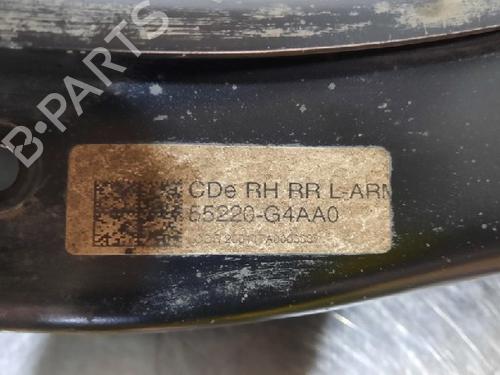 B-PARTS
CDe RH RR L-ARM
55220-G4AA0